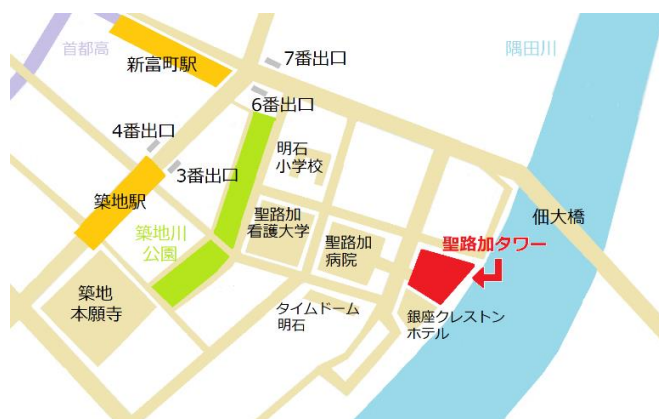 首都高
新富町駅
7番出口
隅田川
6番出口
4番出口
3番出口
明石
小学校
築地駅
築地川
公園
聖路加
看護大学
聖路加
病院
聖路加タワー
佃大橋
築地
本願寺
タイムドーム
明石
銀座クレストン
ホテル